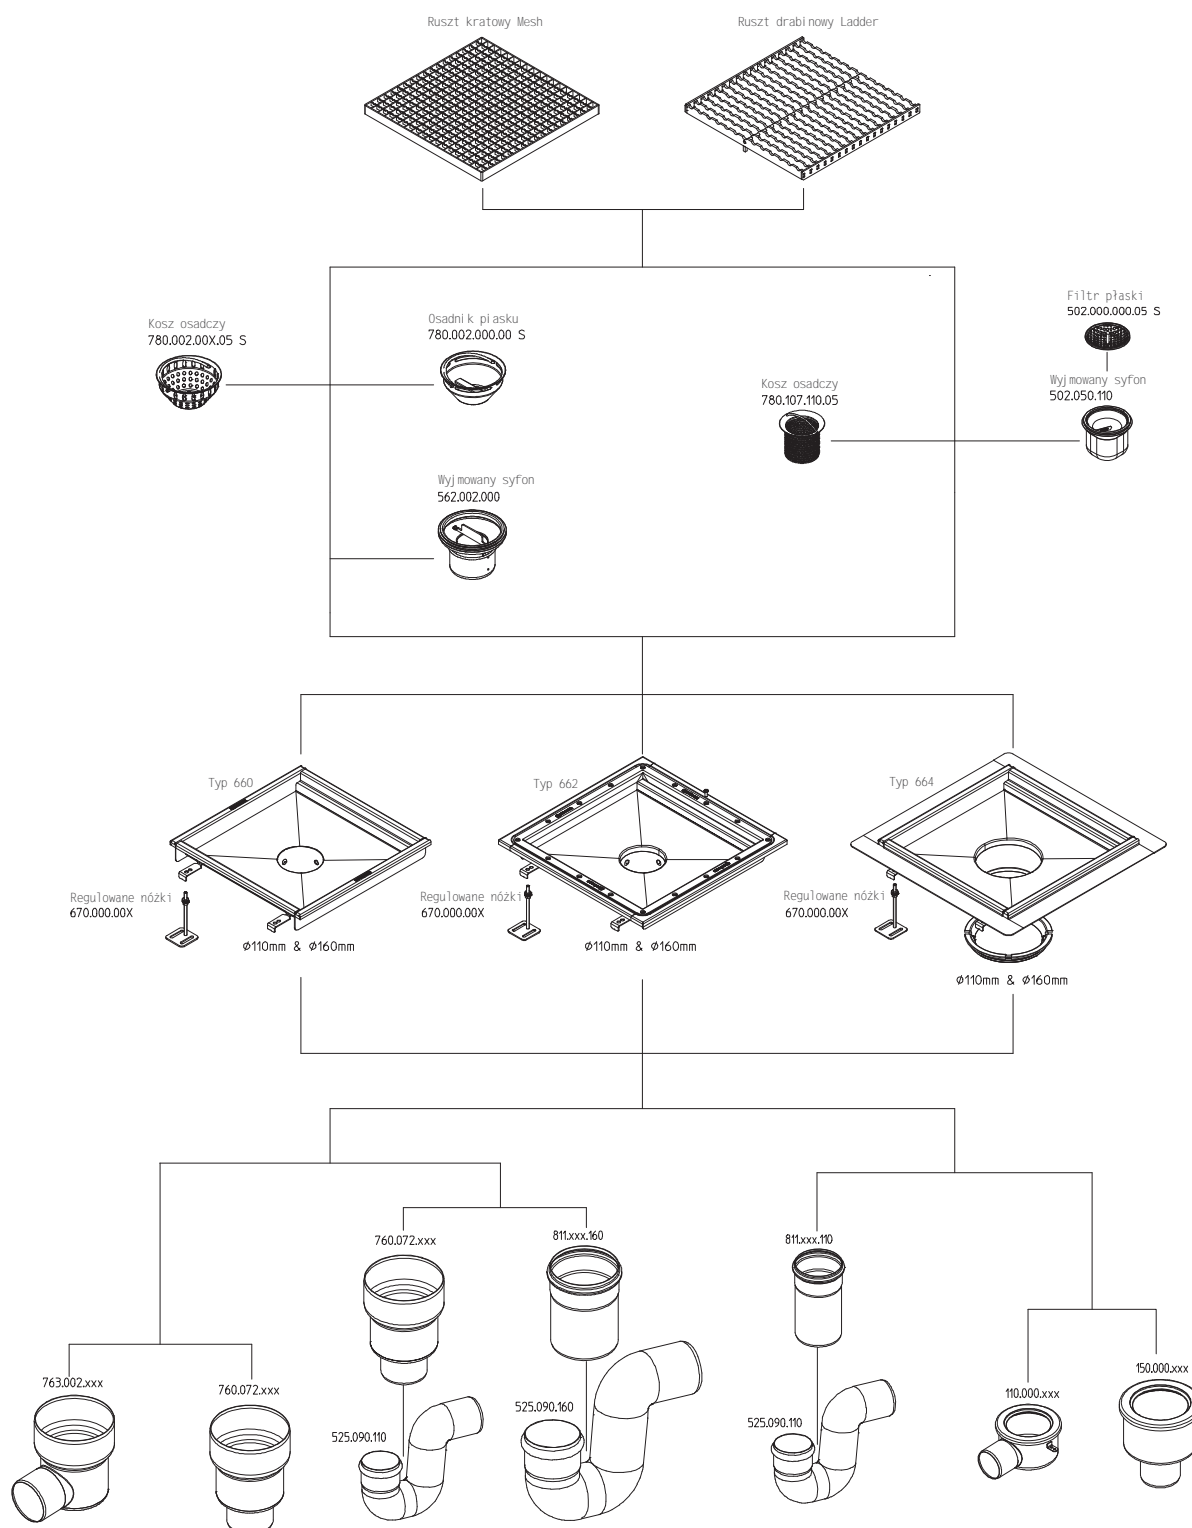 Ruszt kratowy Mesh
Ruszt drabinowy Ladder
Filtr płaski
502.000.000.05 S
Kosz osadczy
780.002.00X.05 S
Osadnik piasku
780.002.000.00 S
Kosz osadczy
780.107.110.05
Wyjmowany syfon
502.050.110
Wyjmowany syfon
562.002.000
Typ 660
Typ 662
Typ 664
Regulowane nóżki
670.000.00X
Regulowane nóżki
670.000.00X
Regulowane nóżki
670.000.00X
Ø110mm & Ø160mm
Ø110mm & Ø160mm
Ø110mm & Ø160mm
760.072.xxx
811.xxx.160
811.xxx.110
763.002.xxx
760.072.xxx
525.090.110
525.090.160
525.090.110
110.000.xxx
150.000.xxx